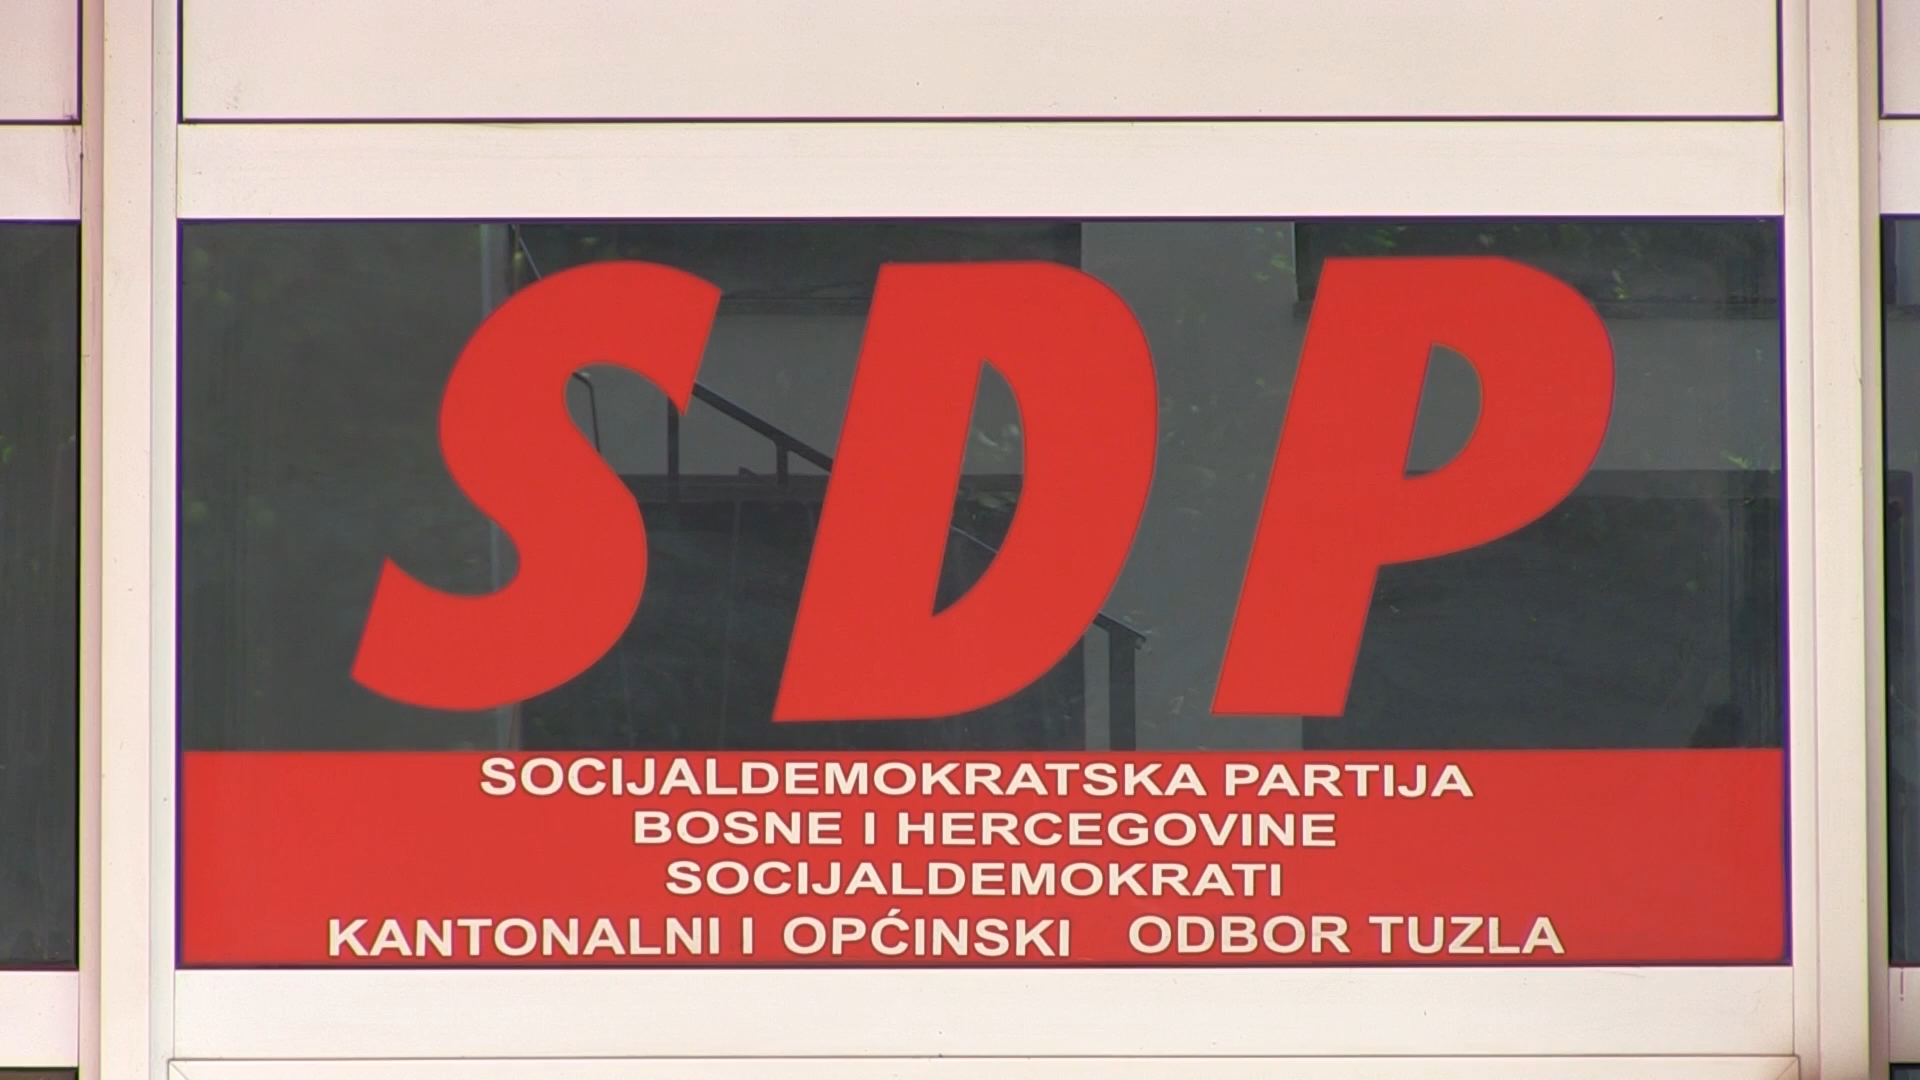 SDP
SOCIJALDEMOKRATSKA PARTIJA
BOSNE I HERCEGOVINE
SOCIJALDEMOKRATI
KANTONALNI I OPĆINSKI ODBOR TUZLA